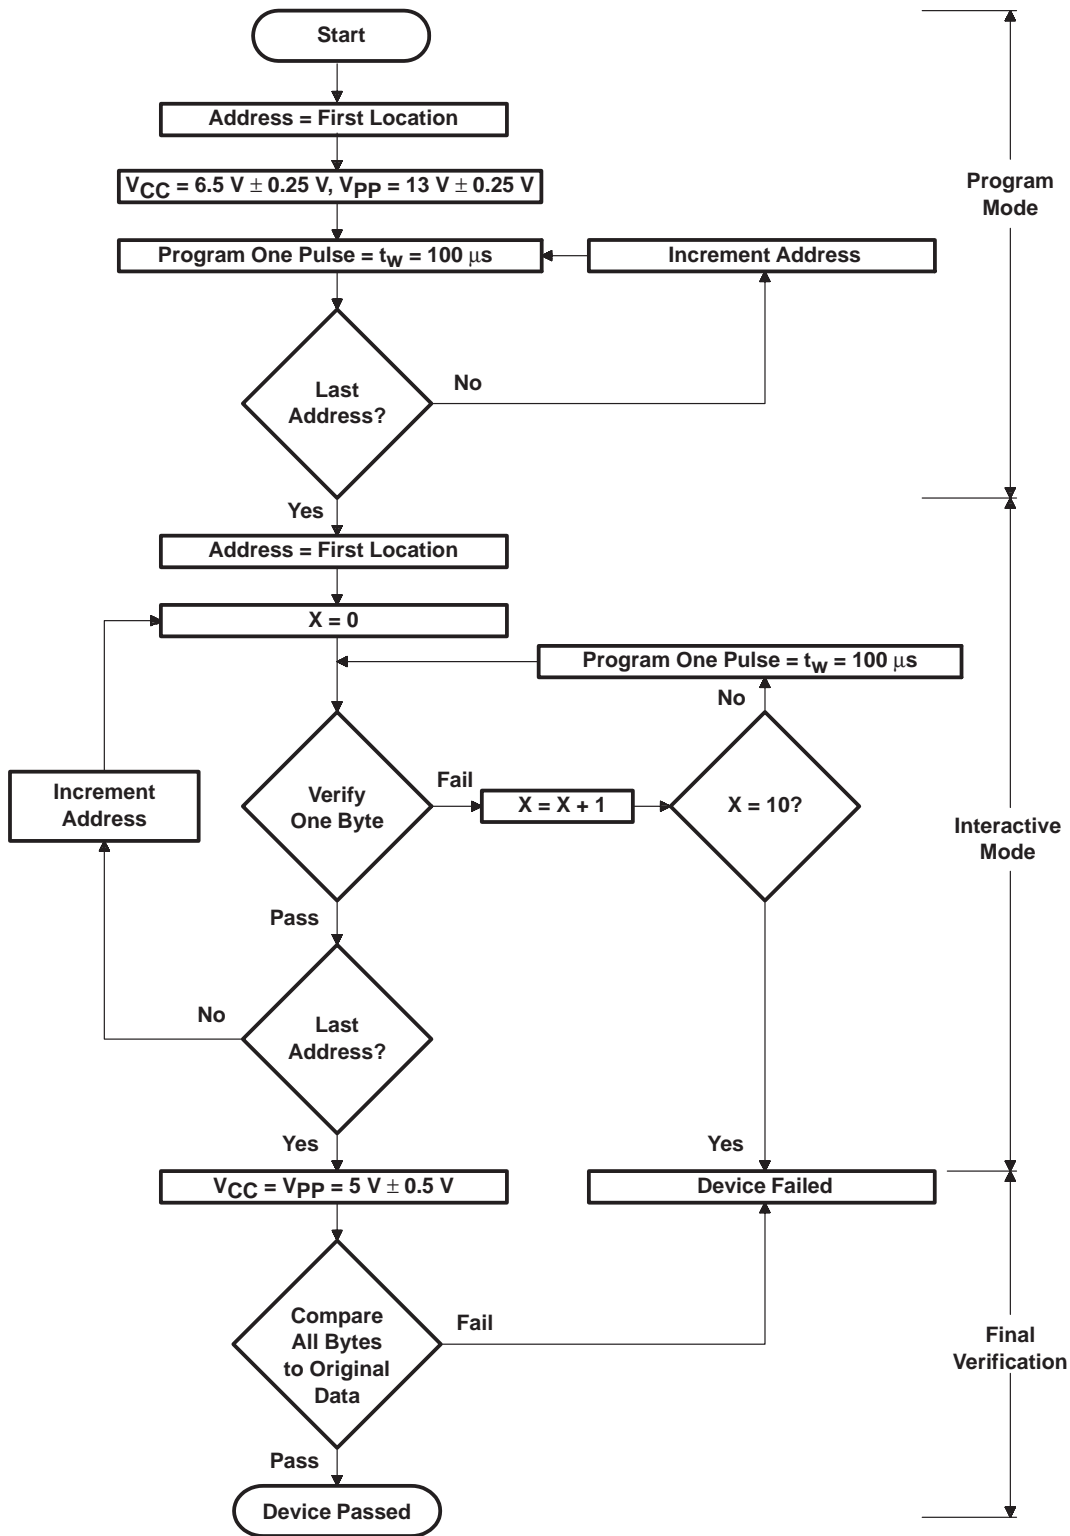 Start
Address = First Location
VCC = 6.5 V ± 0.25 V, VPP = 13 V ± 0.25 V
Program
Mode
Program One Pulse = tw = 100 μs
Increment Address
Last
Address?
No
Yes
Address = First Location
X = 0
Program One Pulse = tw = 100 μs
No
Increment
Address
Verify
One Byte
Fail
X = X + 1
X = 10?
Interactive
Mode
Pass
No
Last
Address?
Yes
Yes
VCC = VPP = 5 V ± 0.5 V
Device Failed
Compare
All Bytes
to Original
Data
Fail
Final
Verification
Pass
Device Passed